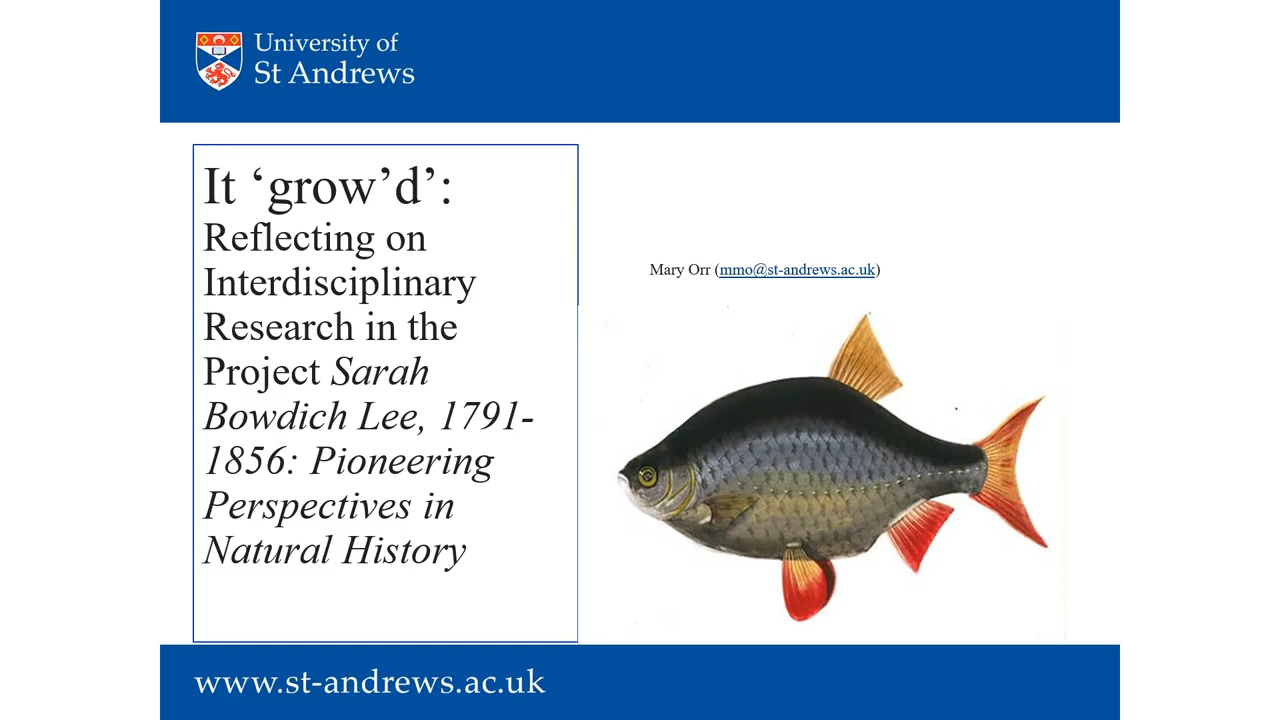 University of
St Andrews
It ‘grow’d’:
Reflecting on
Interdisciplinary
Research in the
Project Sarah
Bowdich Lee, 1791-
1856: Pioneering
Perspectives in
Natural History
Mary Orr (mmo@st-andrews.ac.uk)
www.st-andrews.ac.uk